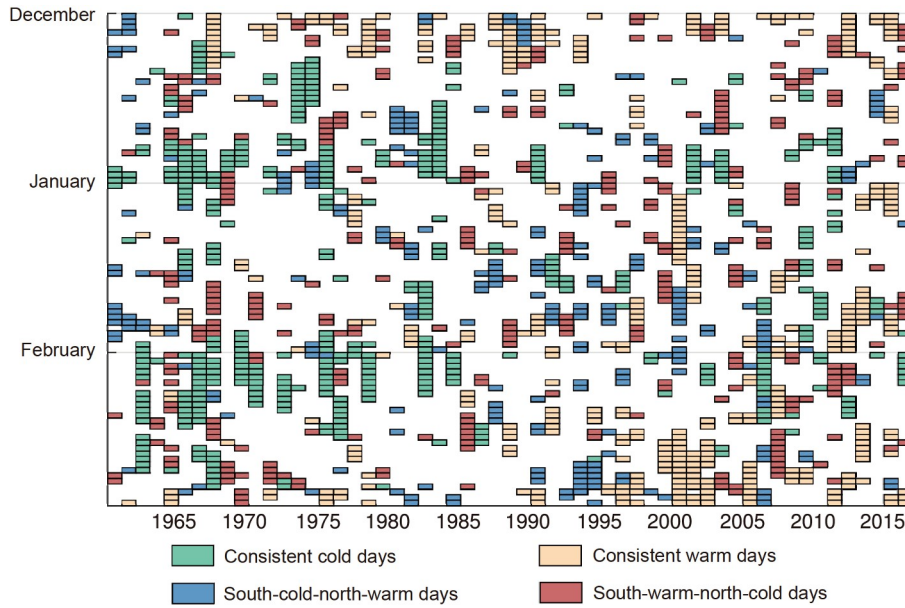 December
January
February
1965 1970 1975 1980 1985 1990 1995 2000 2005 2010 2015
Consistent cold days Consistent warm days
South-cold-north-warm days South-warm-north-cold days